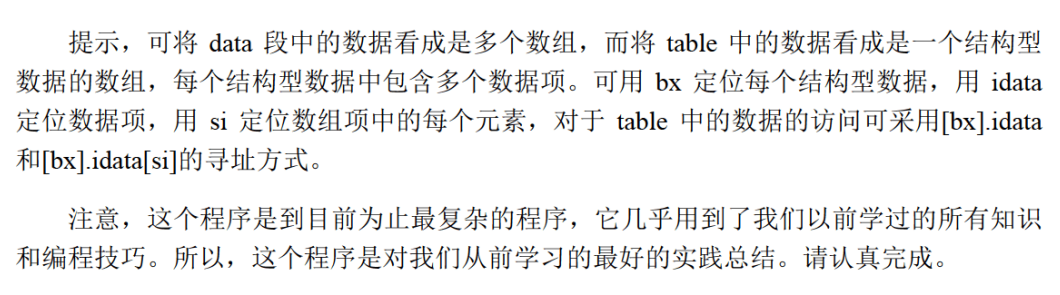 提示，可将 data 段中的数据看成是多个数组，而将 table 中的数据看成是一个结构型
数据的数组，每个结构型数据中包含多个数据项。可用 bx 定位每个结构型数据，用 idata
定位数据项，用 si 定位数组项中的每个元素，对于 table 中的数据的访问可采用[bx].idata
和[bx].idata[si]的寻址方式。
注意，这个程序是到目前为止最复杂的程序，它几乎用到了我们以前学过的所有知识
和编程技巧。所以，这个程序是对我们从前学习的最好的实践总结。请认真完成。